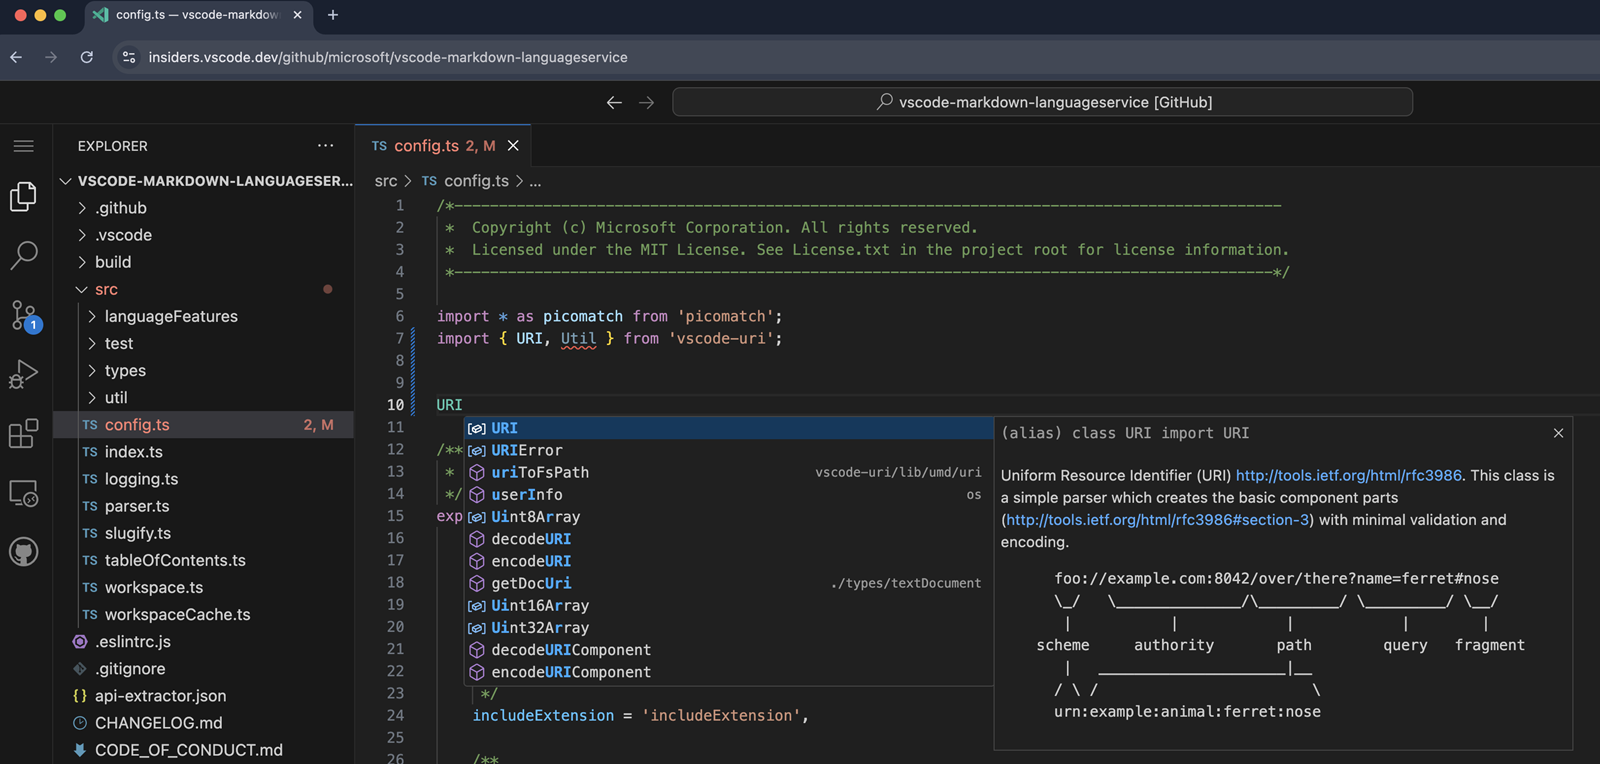 config.ts — vscode-markdown
insiders.vscode.dev/github/microsoft/vscode-markdown-languageservice
vscode-markdown-languageservice [GitHub]
EXPLORER
VSCODE-MARKDOWN-LANGUAGESER...
.github
.vscode
build
src
languageFeatures
test
types
util
TS config.ts 2, M
TS index.ts
TS logging.ts
TS parser.ts
TS slugify.ts
TS tableOfContents.ts
TS workspace.ts
TS workspaceCache.ts
.eslintrc.js
.gitignore
{} api-extractor.json
CHANGELOG.md
CODE_OF_CONDUCT.md
1
TS config.ts 2, M
src > TS config.ts > ...
1 /*---------------------------------------------------------------------------------------------
2 * Copyright (c) Microsoft Corporation. All rights reserved.
3 * Licensed under the MIT License. See License.txt in the project root for license information.
4 *--------------------------------------------------------------------------------------------*/
5
6 import * as picomatch from 'picomatch';
7 import { URI, Util } from 'vscode-uri';
8
9
10 URI
11
12 /**
13 *
14 */
15 exp
16
17
18
19
20
21
22
23 */
24 includeExtension = 'includeExtension',
25
26 /**
URI
URIError
uriToFsPath vscode-uri/lib/umd/uri
userInfo os
Uint8Array
decodeURI
encodeURI
getDocUri ./types/textDocument
Uint16Array
Uint32Array
decodeURIComponent
encodeURIComponent
(alias) class URI import URI
Uniform Resource Identifier (URI) http://tools.ietf.org/html/rfc3986. This class is
a simple parser which creates the basic component parts
(http://tools.ietf.org/html/rfc3986#section-3) with minimal validation and
encoding.
foo://example.com:8042/over/there?name=ferret#nose
\_/ \______________/\_________/ \_________/ \__/
| | | | |
scheme authority path query fragment
| _____________________|__
/ \ / \
urn:example:animal:ferret:nose